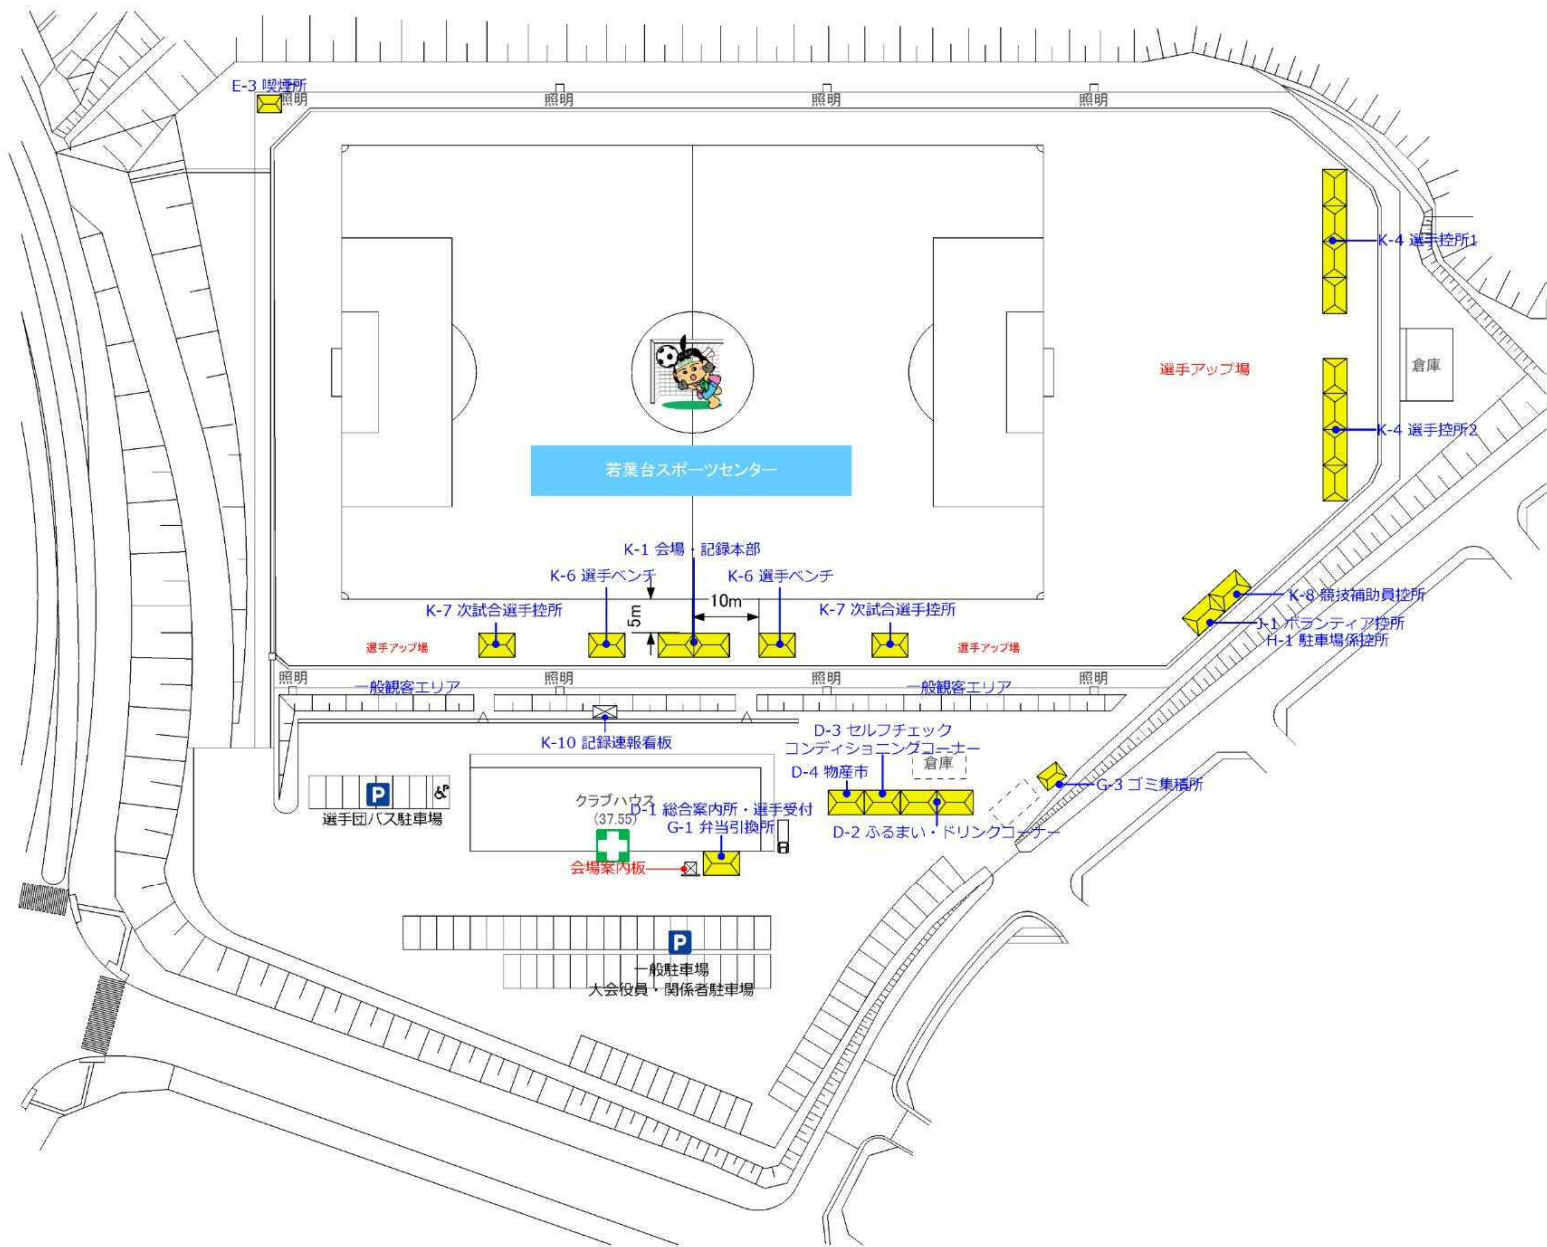 E-3 喫煙所
照明
照明
照明
照明
K-4 選手控所1
選手アップ場
倉庫
K-4 選手控所2
若葉台スポーツセンター
K-1 会場・記録本部
K-6 選手ベンチ
K-6 選手ベンチ
10m
5m
K-7 次試合選手控所
K-7 次試合選手控所
K-8 競技補助員控所
J-1 ボランティア控所
H-1 駐車場係控所
選手アップ場
選手アップ場
照明
照明
照明
照明
一般観客エリア
一般観客エリア
K-10 記録速報看板
D-3 セルフチェック
コンディショニングコーナー
倉庫
D-4 物産市
G-3 ゴミ集積所
P
選手団バス駐車場
クラブハウス
(37.55)
D-1 総合案内所・選手受付
G-1 弁当引換所
D-2 ふるまい・ドリンクコーナー
会場案内板
P
一般駐車場
大会役員・関係者駐車場